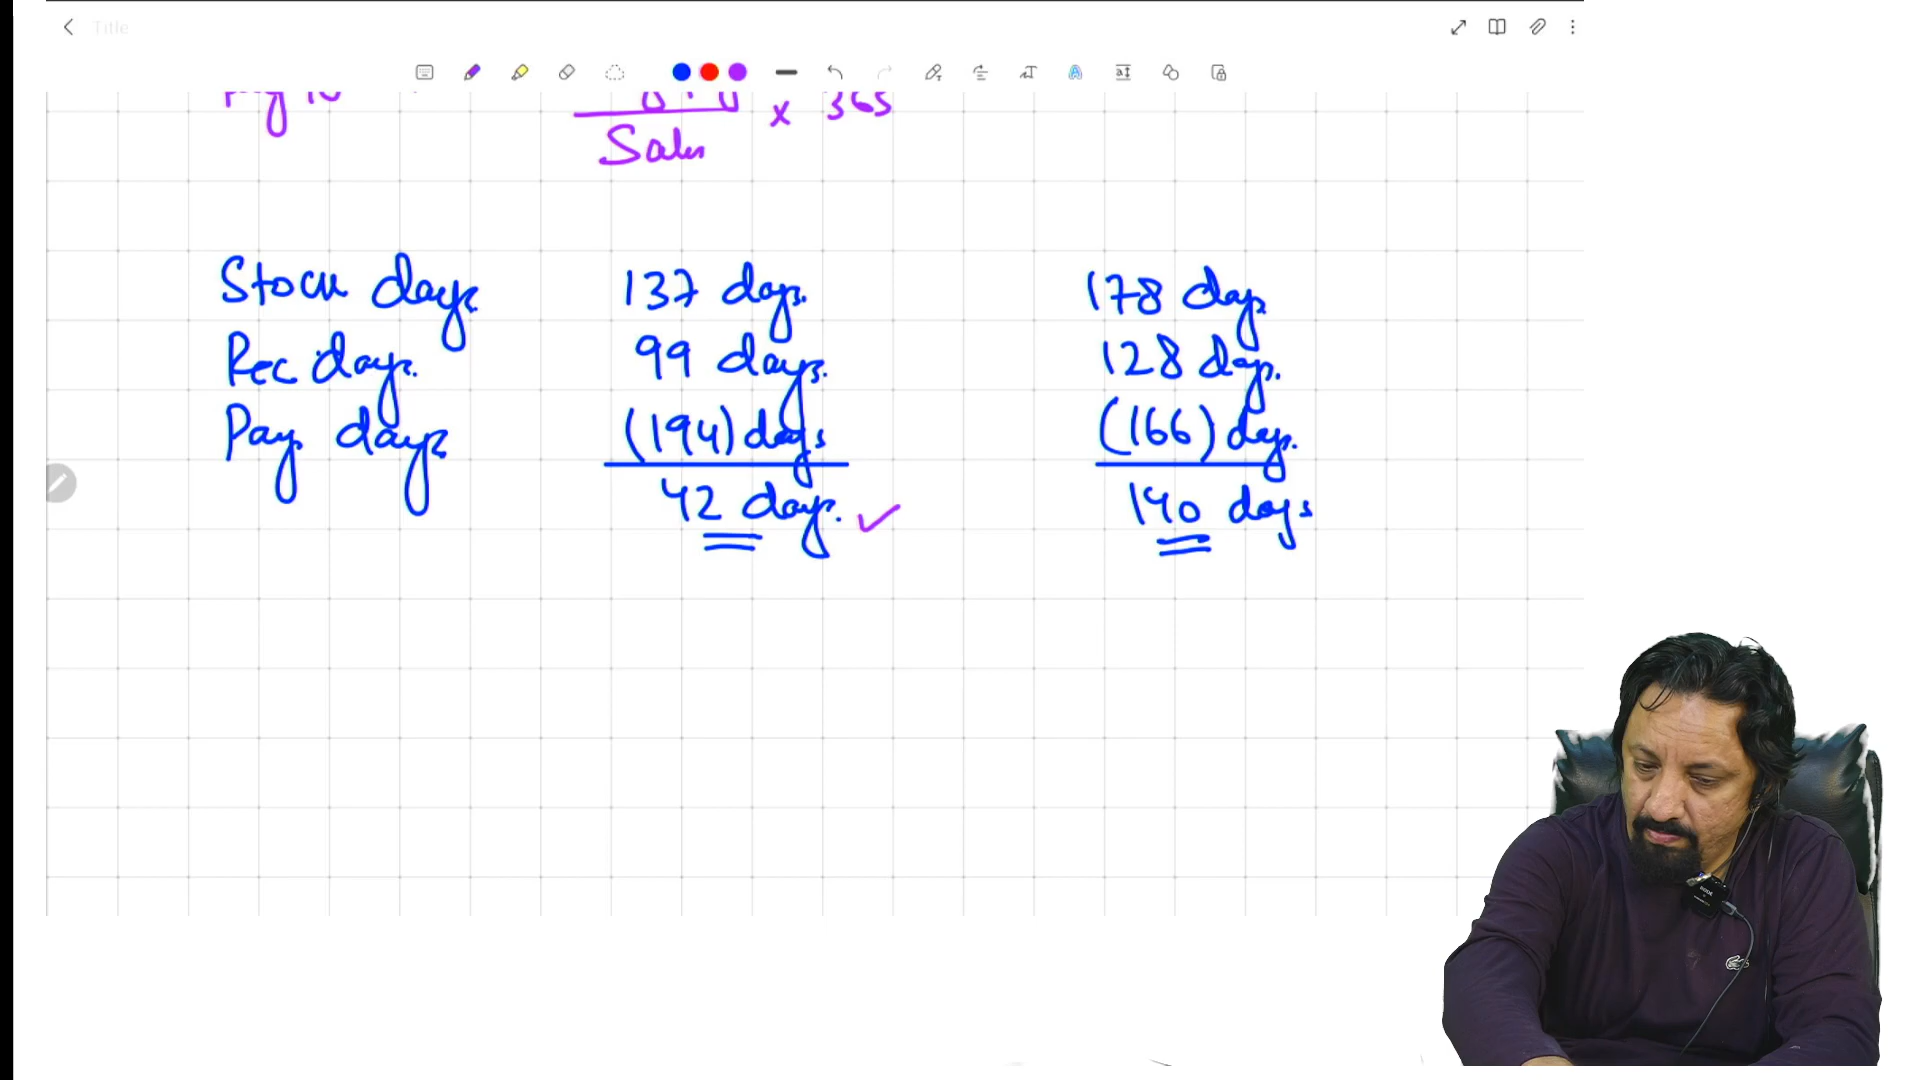 Title
x 365
Sales
Stock days 137 days. 178 days
Rec days. 99 days. 128 days.
Pay days (194) days (166) days.
42 days. ✓ 140 days